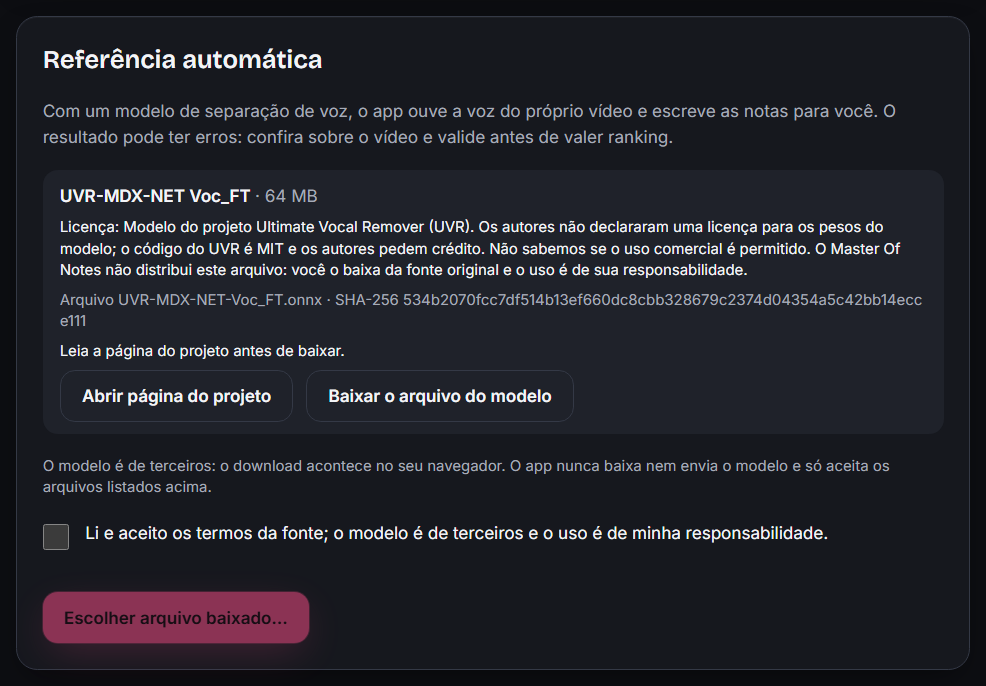 Referência automática
Com um modelo de separação de voz, o app ouve a voz do próprio vídeo e escreve as notas para você. O
resultado pode ter erros: confira sobre o vídeo e valide antes de valer ranking.
UVR-MDX-NET Voc_FT · 64 MB
Licença: Modelo do projeto Ultimate Vocal Remover (UVR). Os autores não declararam uma licença para os pesos do
modelo; o código do UVR é MIT e os autores pedem crédito. Não sabemos se o uso comercial é permitido. O Master Of
Notes não distribui este arquivo: você o baixa da fonte original e o uso é de sua responsabilidade.
Arquivo UVR-MDX-NET-Voc_FT.onnx · SHA-256 534b2070fcc7df514b13ef660dc8cbb328679c2374d04354a5c42bb14ecc
e111
Leia a página do projeto antes de baixar.
Abrir página do projeto
Baixar o arquivo do modelo
O modelo é de terceiros: o download acontece no seu navegador. O app nunca baixa nem envia o modelo e só aceita os
arquivos listados acima.
Li e aceito os termos da fonte; o modelo é de terceiros e o uso é de minha responsabilidade.
Escolher arquivo baixado...